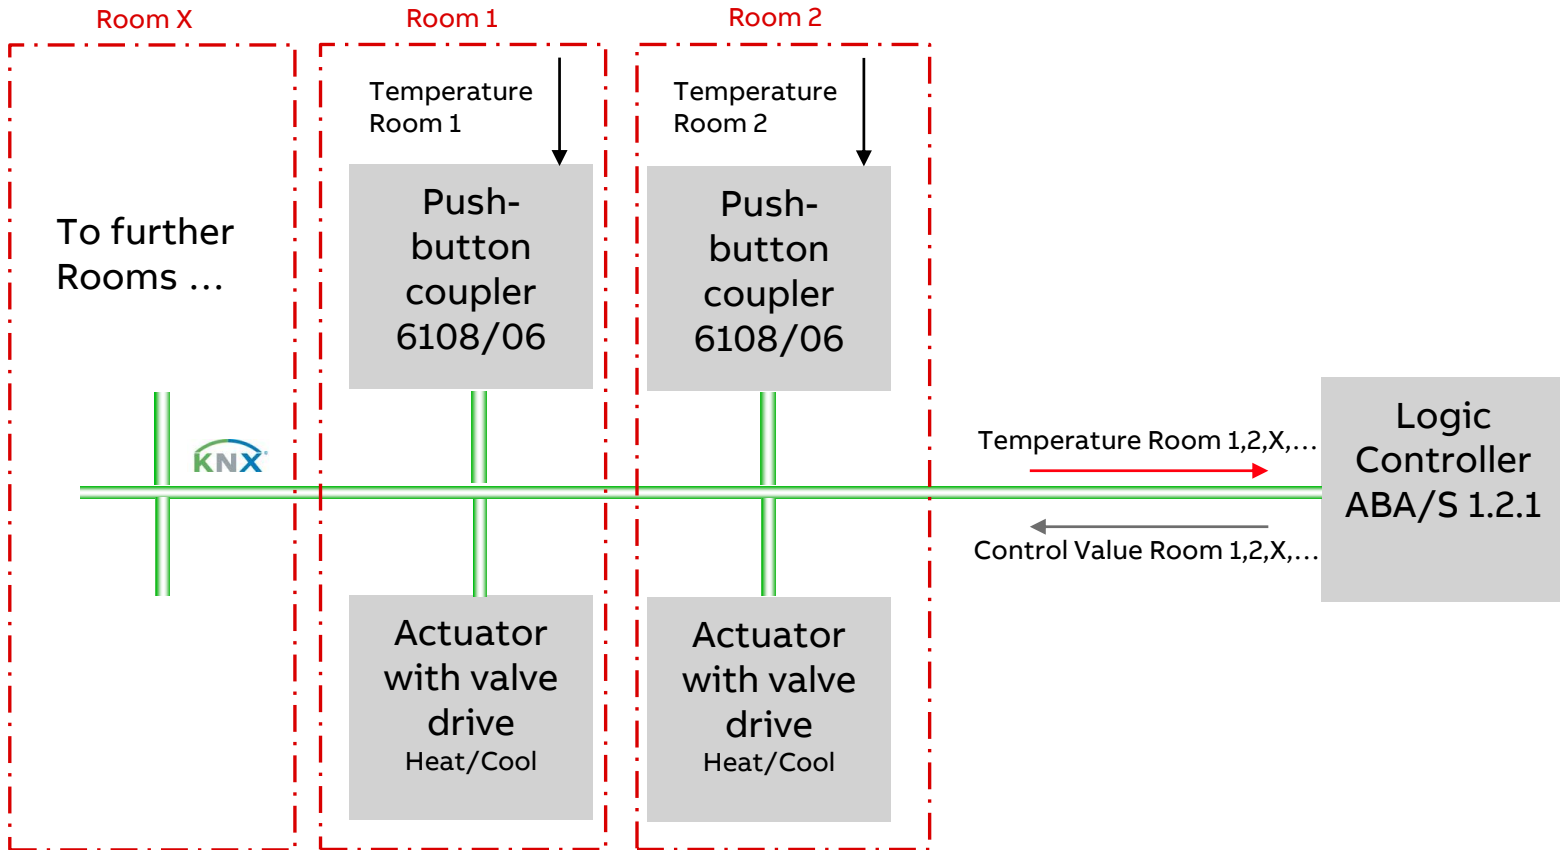 Room X
Room 1
Room 2
Temperature
Room 1
Temperature
Room 2
To further
Rooms ...
Push-
button
coupler
6108/06
Push-
button
coupler
6108/06
KNX
Temperature Room 1,2,X,...
Control Value Room 1,2,X,...
Logic
Controller
ABA/S 1.2.1
Actuator
with valve
drive
Heat/Cool
Actuator
with valve
drive
Heat/Cool